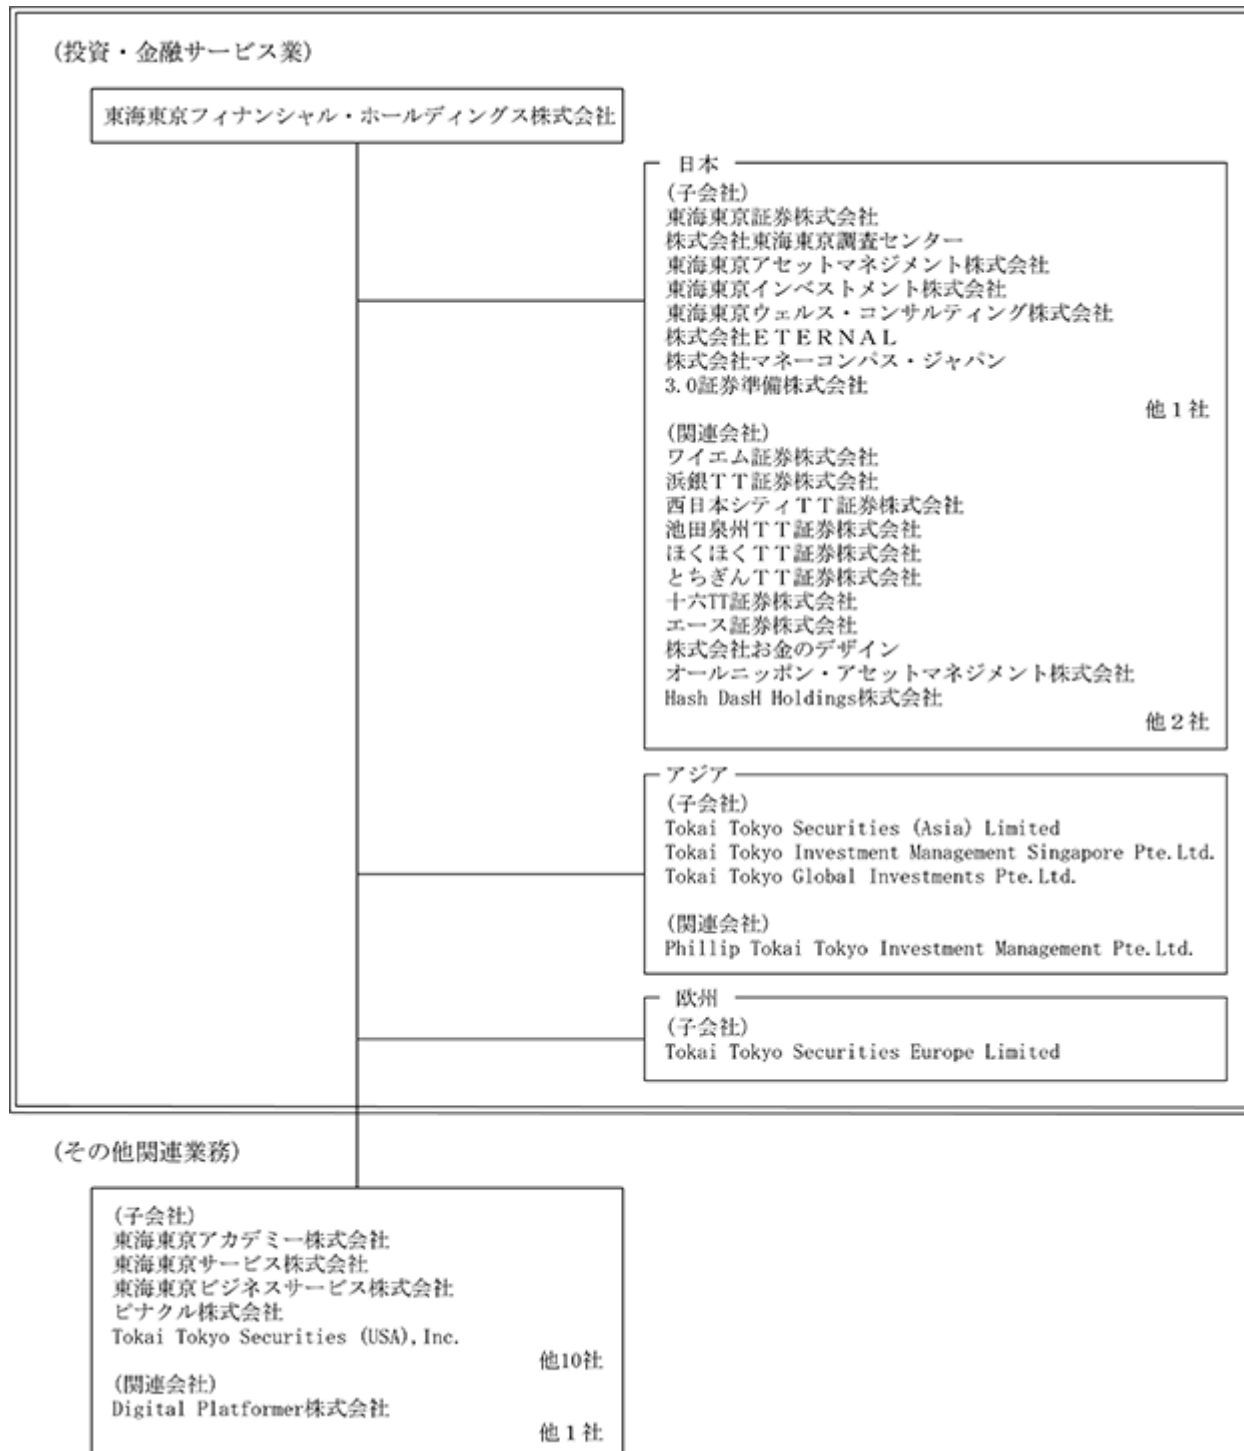 (投資・金融サービス業)
東海東京フィナンシャル・ホールディングス株式会社
日本
(子会社)
東海東京証券株式会社
株式会社東海東京調査センター
東海東京アセットマネジメント株式会社
東海東京インベストメント株式会社
東海東京ウェルス・コンサルティング株式会社
株式会社ＥＴＥＲＮＡＬ
株式会社マネーコンパス・ジャパン
3.0証券準備株式会社
他１社
(関連会社)
ワイエム証券株式会社
浜銀ＴＴ証券株式会社
西日本シティＴＴ証券株式会社
池田泉州ＴＴ証券株式会社
ほくほくＴＴ証券株式会社
とちぎんＴＴ証券株式会社
十六TT証券株式会社
エース証券株式会社
株式会社お金のデザイン
オールニッポン・アセットマネジメント株式会社
Hash DasH Holdings株式会社
他２社
アジア
(子会社)
Tokai Tokyo Securities (Asia) Limited
Tokai Tokyo Investment Management Singapore Pte.Ltd.
Tokai Tokyo Global Investments Pte.Ltd.
(関連会社)
Phillip Tokai Tokyo Investment Management Pte.Ltd.
欧州
(子会社)
Tokai Tokyo Securities Europe Limited
(その他関連業務)
(子会社)
東海東京アカデミー株式会社
東海東京サービス株式会社
東海東京ビジネスサービス株式会社
ピナクル株式会社
Tokai Tokyo Securities (USA),Inc.
他10社
(関連会社)
Digital Platformer株式会社
他１社